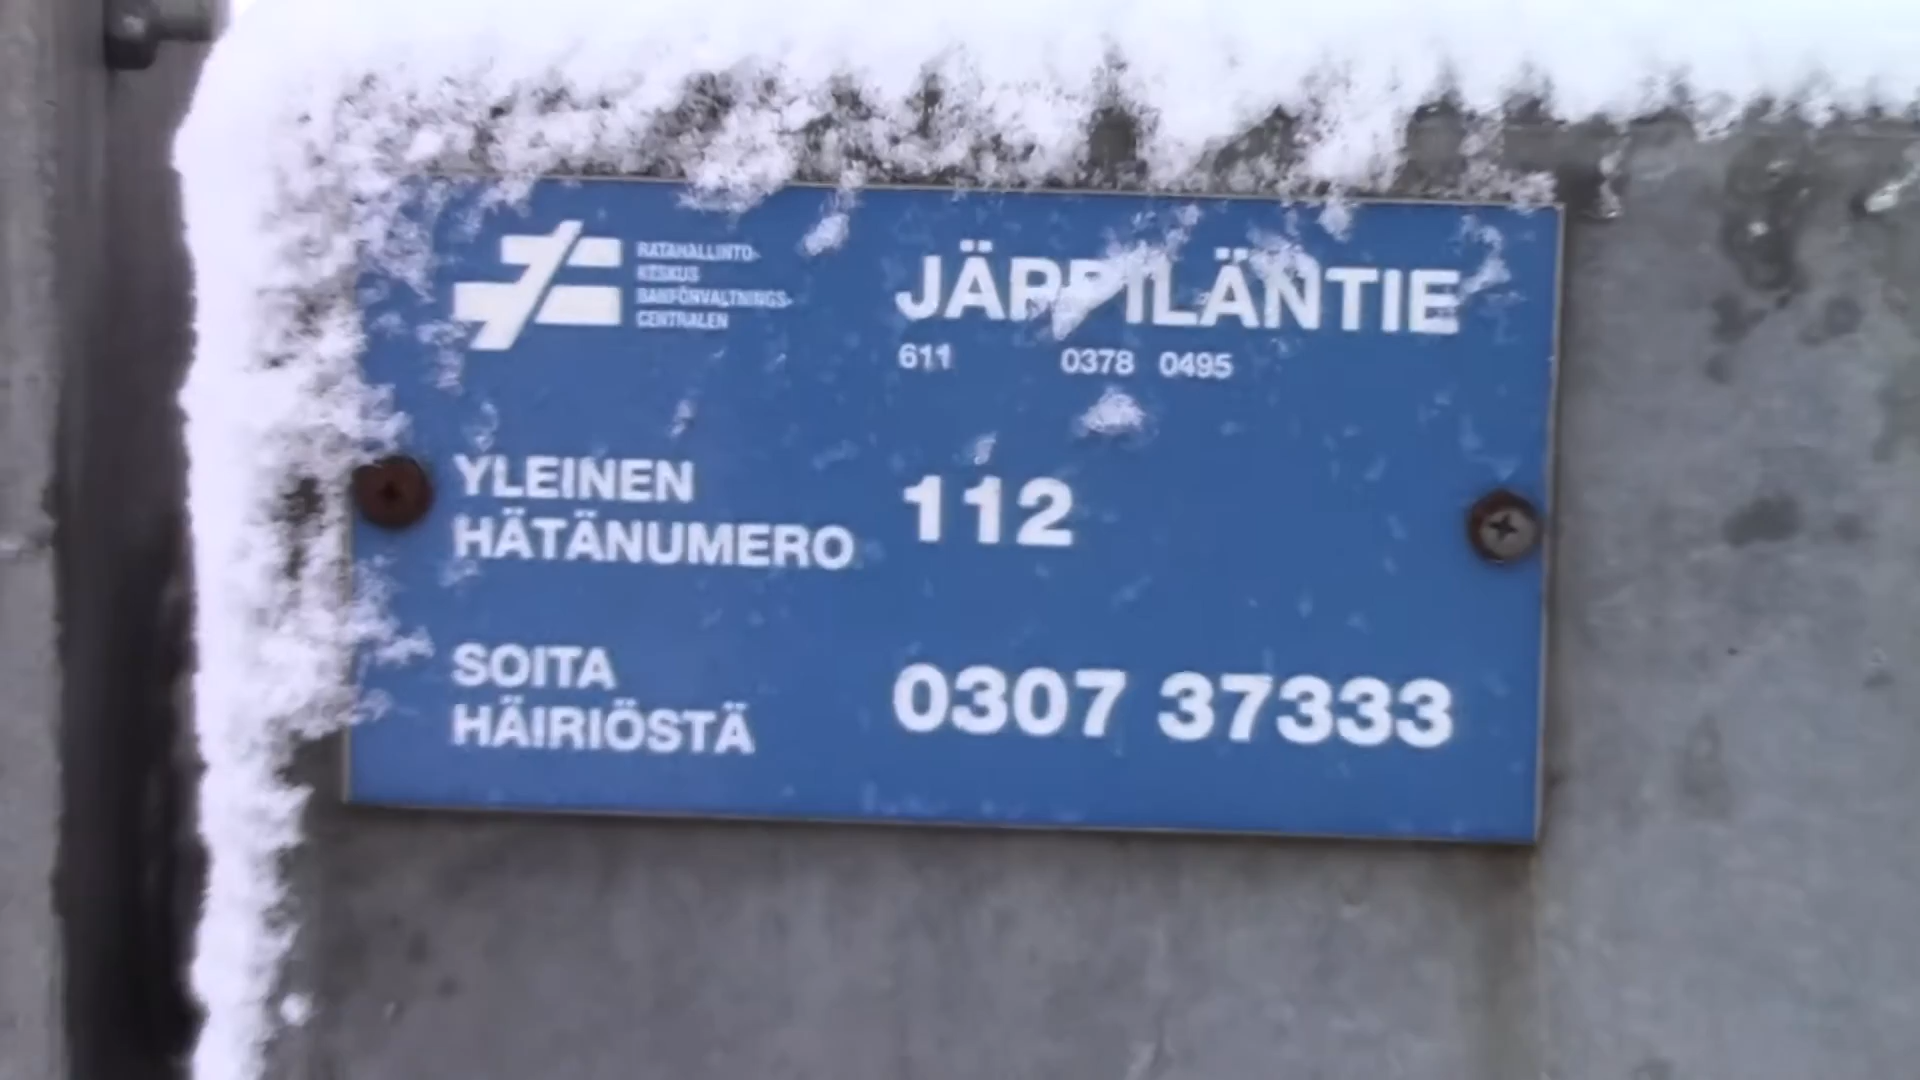 RATAHALLINTO-
KESKUS
BANFÖRVALTNINGS-
CENTRALEN
JÄPPILÄNTIE
611 0378 0495
YLEINEN
HÄTÄNUMERO
112
SOITA
HÄIRIÖSTÄ
0307 37333